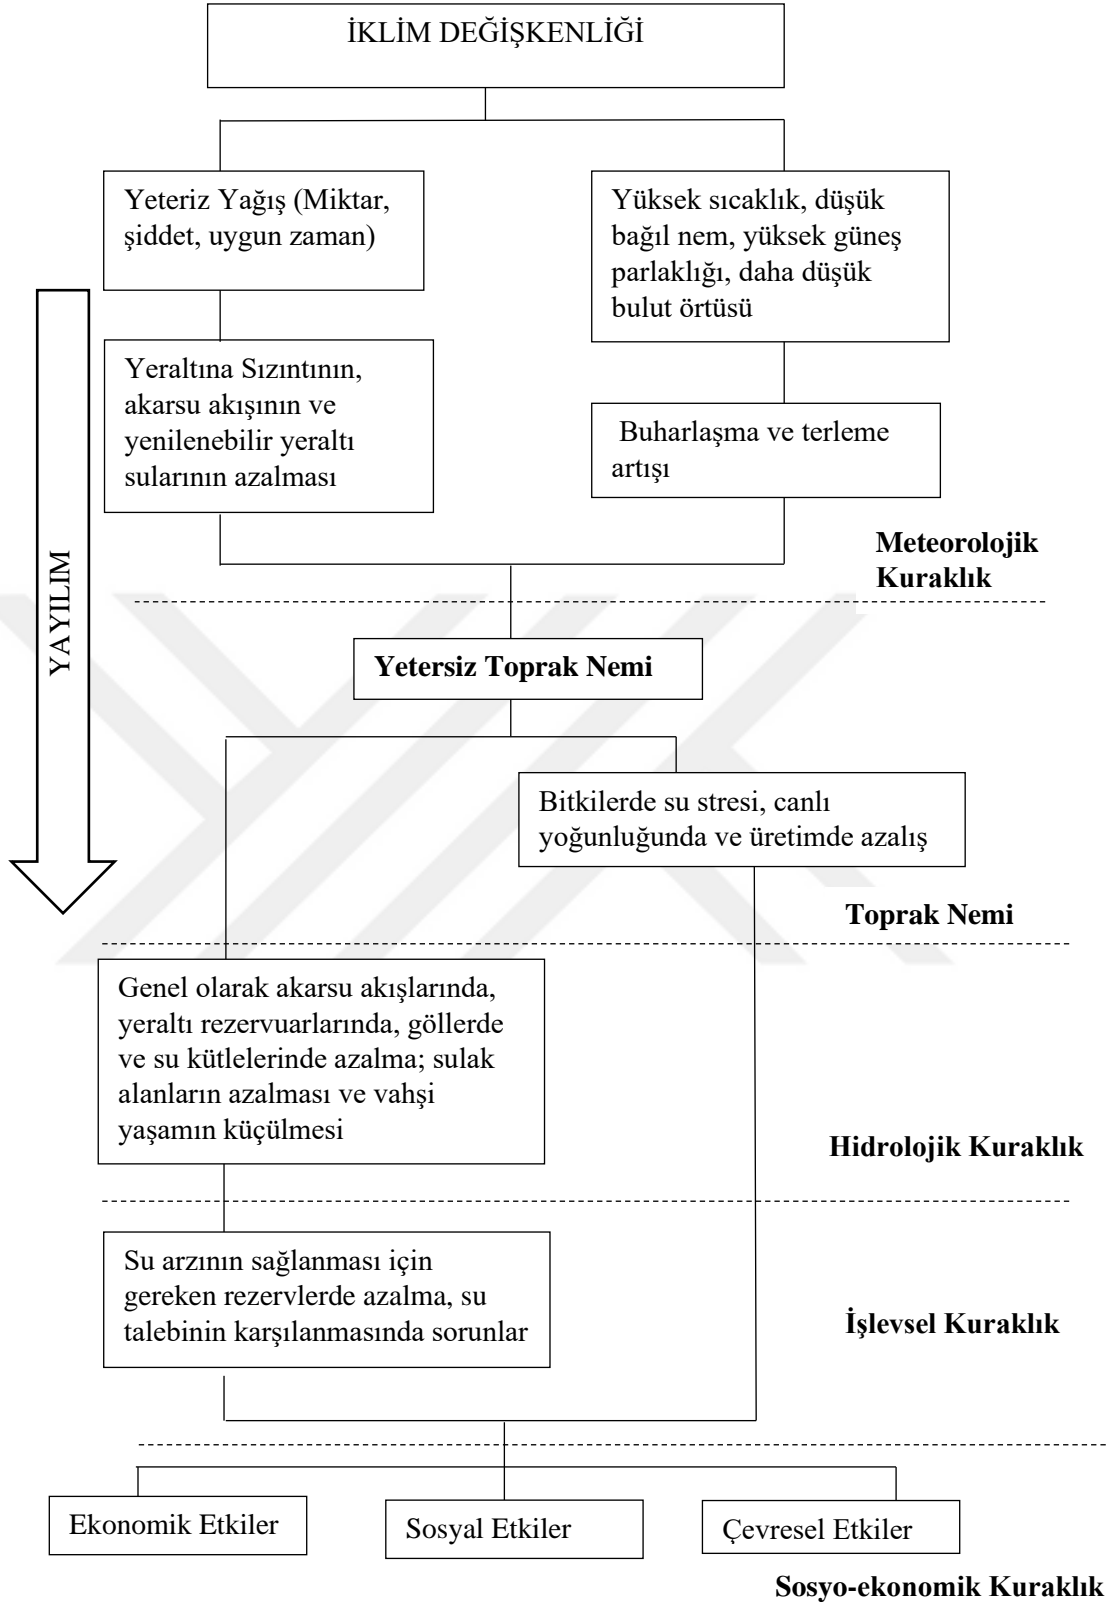 İKLİM DEĞİŞKENLİĞİ
Yeteriz Yağış (Miktar,
şiddet, uygun zaman)
Yüksek sıcaklık, düşük
bağıl nem, yüksek güneş
parlaklığı, daha düşük
bulut örtüsü
Yeraltına Sızıntının,
akarsu akışının ve
yenilenebilir yeraltı
sularının azalması
Buharlaşma ve terleme
artışı
YAYILIM
Meteorolojik
Kuraklık
Yetersiz Toprak Nemi
Bitkilerde su stresi, canlı
yoğunluğunda ve üretimde azalış
Toprak Nemi
Genel olarak akarsu akışlarında,
yeraltı rezervuarlarında, göllerde
ve su kütlelerinde azalma; sulak
alanların azalması ve vahşi
yaşamın küçülmesi
Hidrolojik Kuraklık
Su arzının sağlanması için
gereken rezervlerde azalma, su
talebinin karşılanmasında sorunlar
İşlevsel Kuraklık
Ekonomik Etkiler
Sosyal Etkiler
Çevresel Etkiler
Sosyo-ekonomik Kuraklık